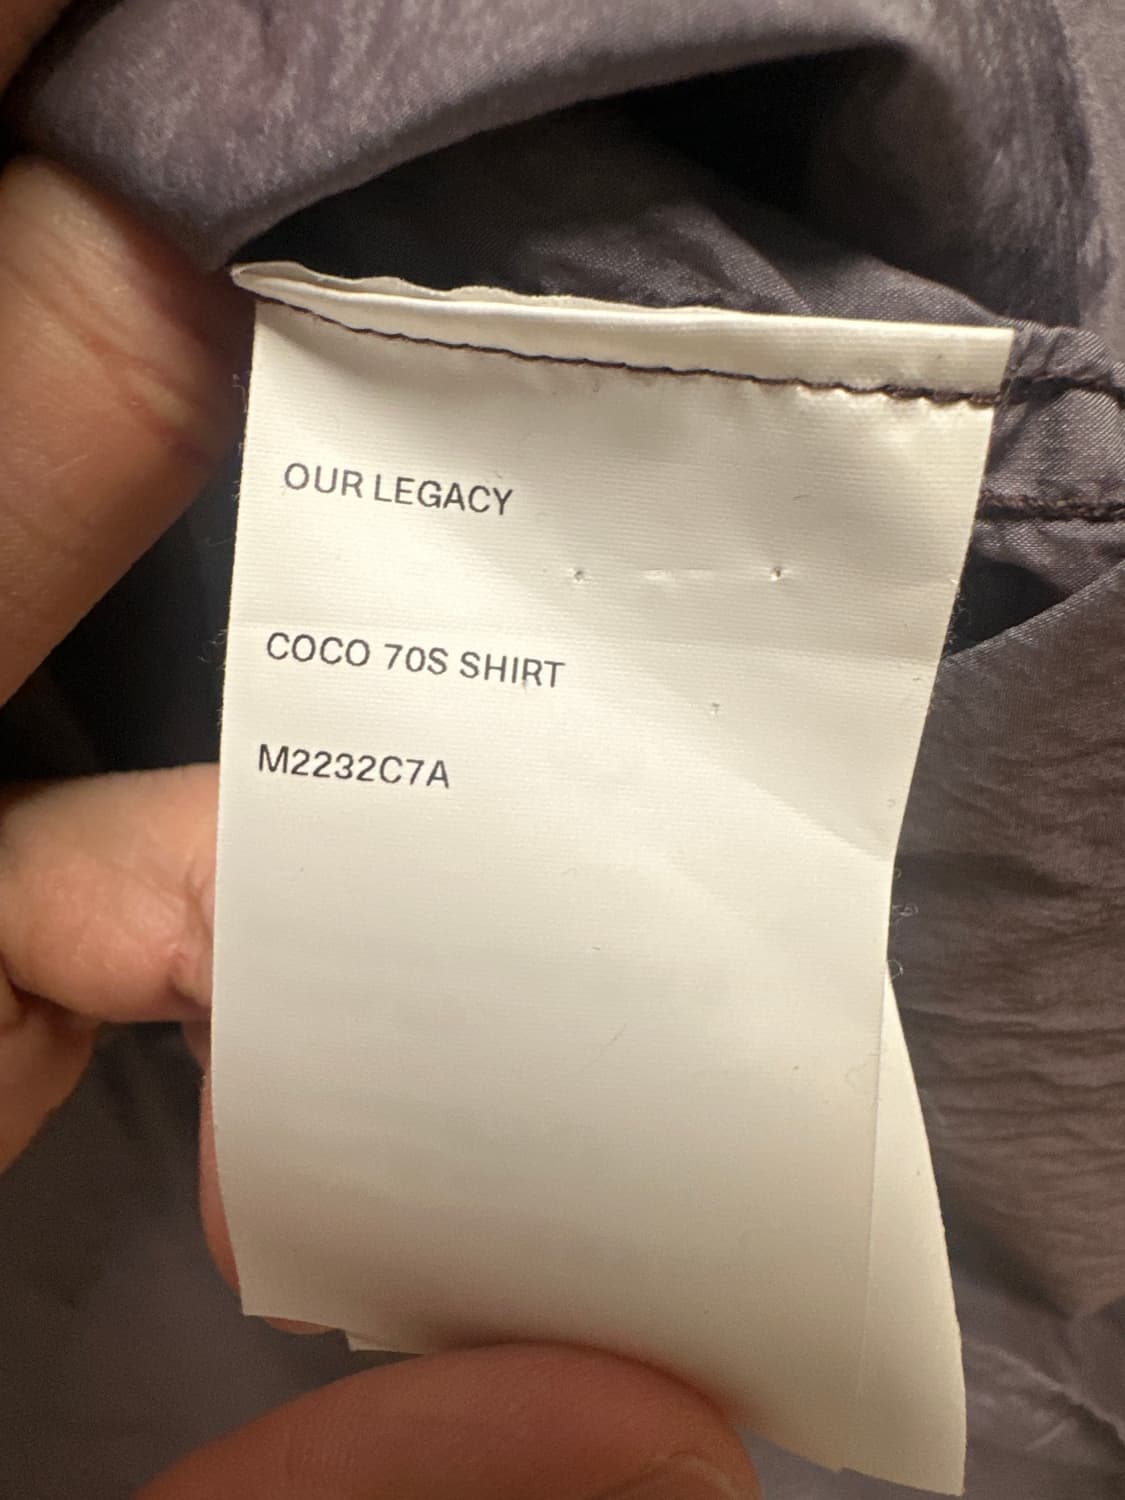 OUR LEGACY
COCO 70S SHIRT
M2232C7A